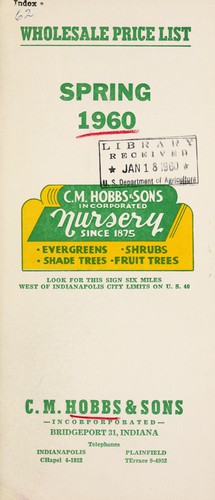 Index •
62
WHOLESALE PRICE LIST
SPRING
1960
LIBRARY
RECEIVED
★ JAN 18 1960 ★
U. S. Department of Agriculture
C.M. HOBBS & SONS
INCORPORATED
Nursery
SINCE 1875
• EVERGREENS • SHRUBS
• SHADE TREES • FRUIT TREES
LOOK FOR THIS SIGN SIX MILES
WEST OF INDIANAPOLIS CITY LIMITS ON U. S. 40
C. M. HOBBS & SONS
—INCORPORATED—
BRIDGEPORT 31, INDIANA
Telephones
INDIANAPOLIS PLAINFIELD
CHapel 4-1812 TErrace 9-4952